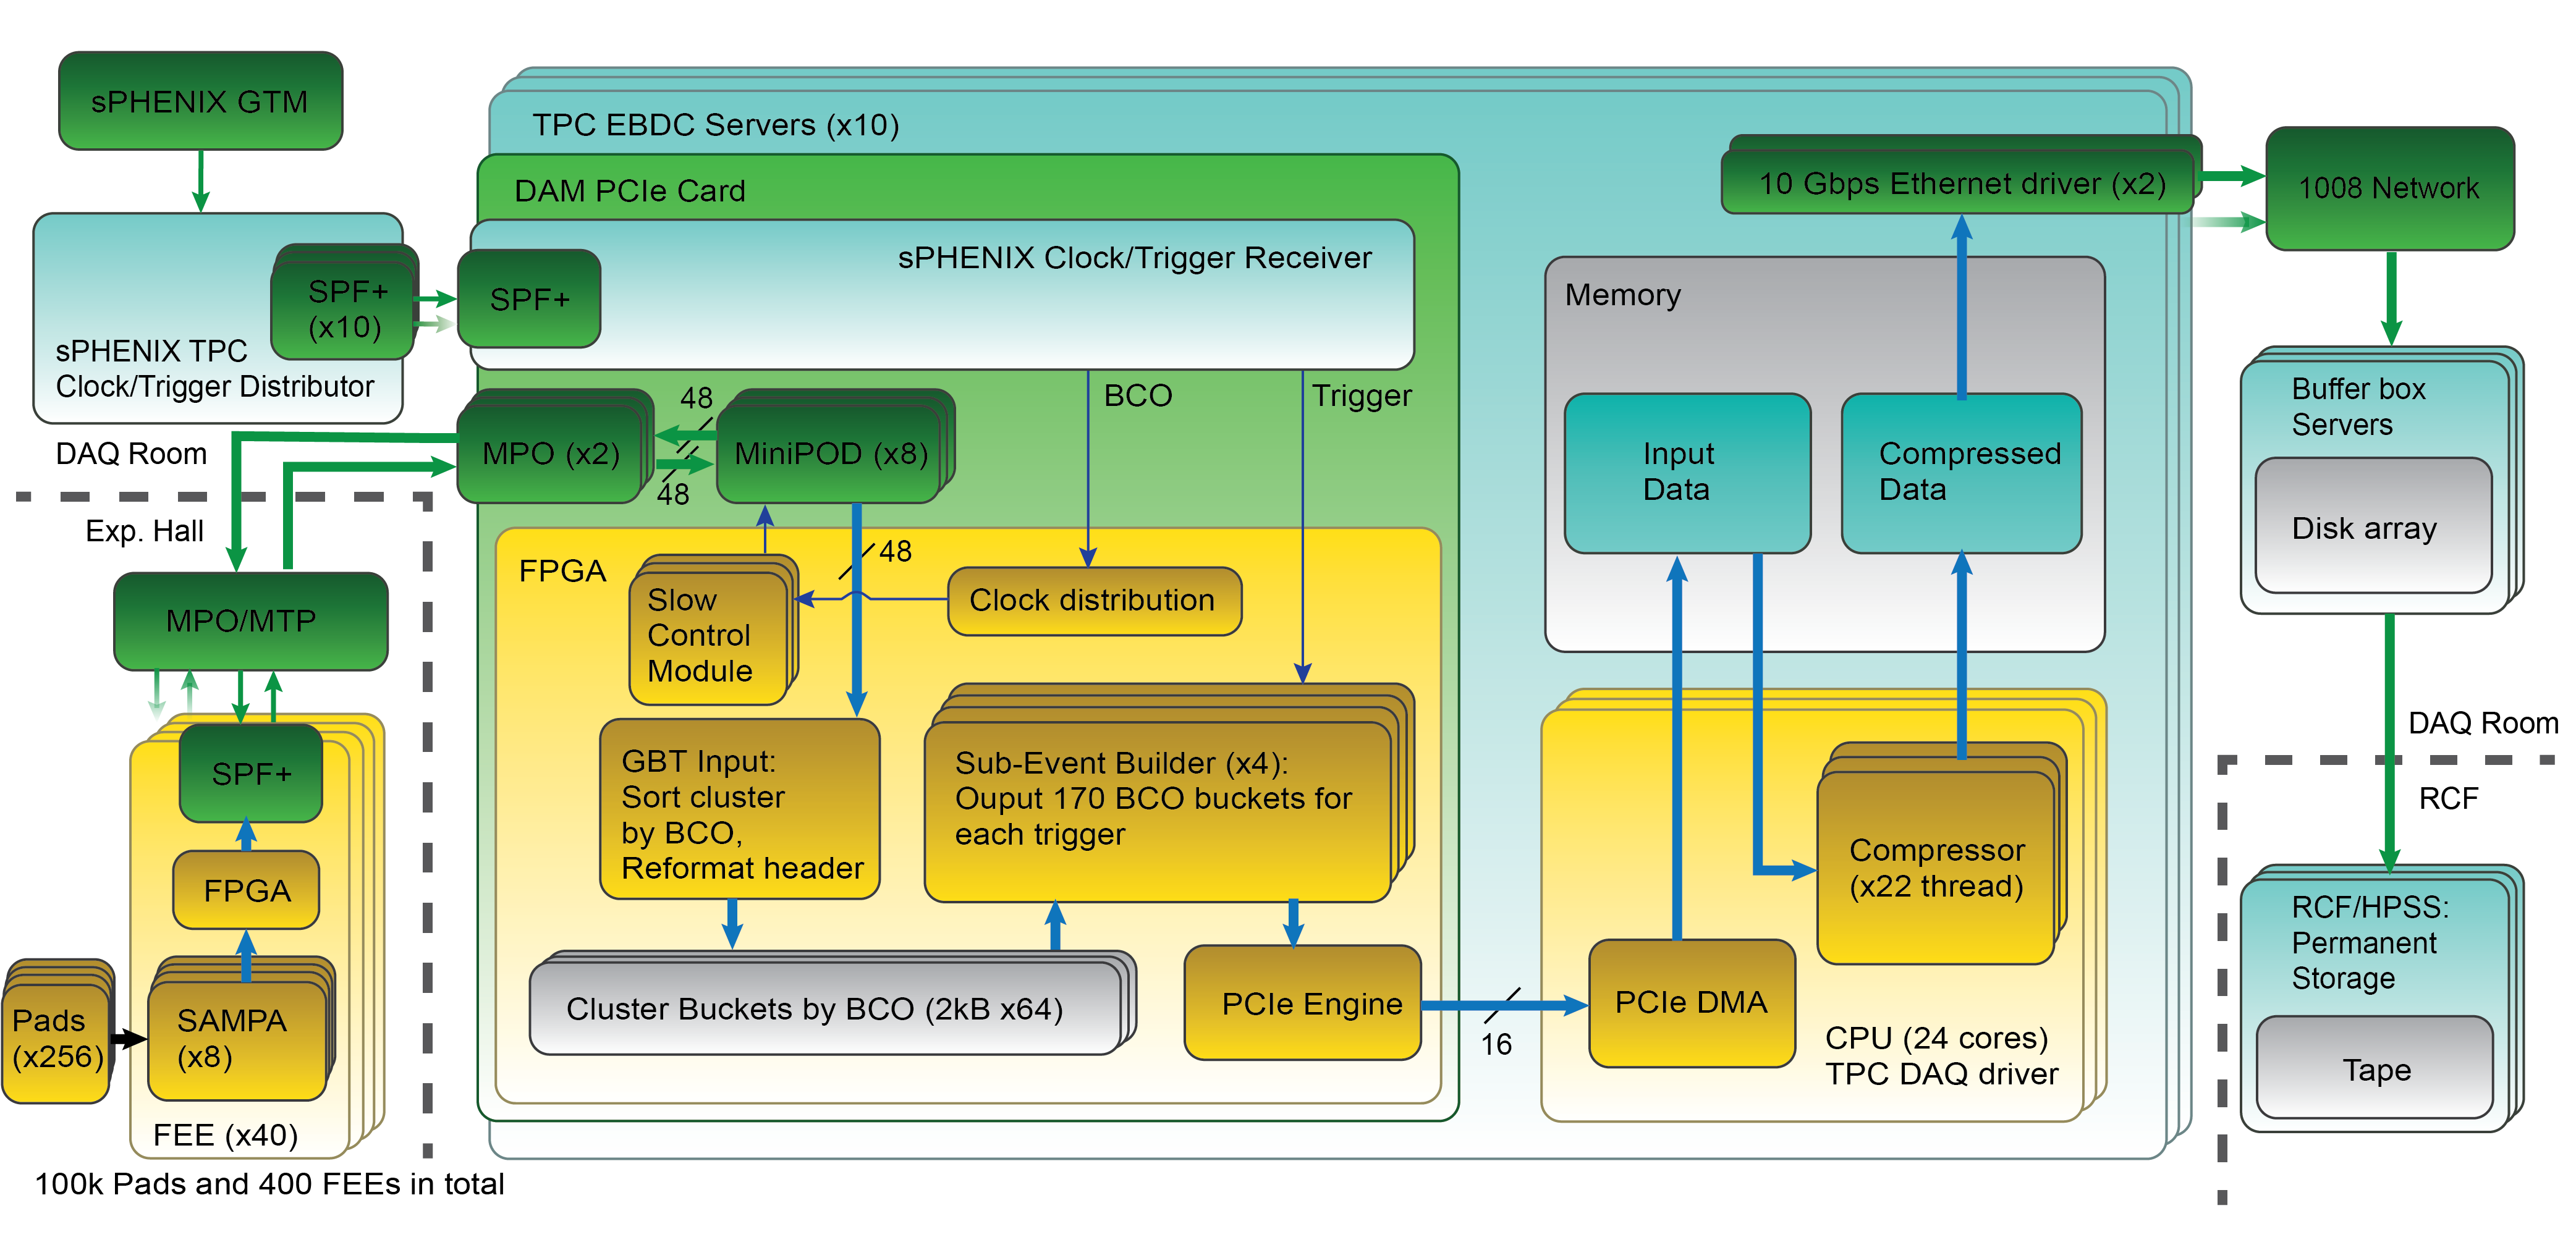 sPHENIX GTM
SPF+
(x10)
sPHENIX TPC
Clock/Trigger Distributor
DAQ Room
Exp. Hall
MPO/MTP
SPF+
FPGA
Pads
(x256)
SAMPA
(x8)
FEE (x40)
100k Pads and 400 FEEs in total
TPC EBDC Servers (x10)
DAM PCIe Card
sPHENIX Clock/Trigger Receiver
SPF+
BCO
Trigger
MPO (x2)
48
48
MiniPOD (x8)
48
FPGA
Slow
Control
Module
Clock distribution
GBT Input:
Sort cluster
by BCO,
Reformat header
Sub-Event Builder (x4):
Ouput 170 BCO buckets for
each trigger
Cluster Buckets by BCO (2kB x64)
PCIe Engine
16
10 Gbps Ethernet driver (x2)
Memory
Input
Data
Compressed
Data
Compressor
(x22 thread)
PCIe DMA
CPU (24 cores)
TPC DAQ driver
1008 Network
Buffer box
Servers
Disk array
DAQ Room
RCF
RCF/HPSS:
Permanent
Storage
Tape